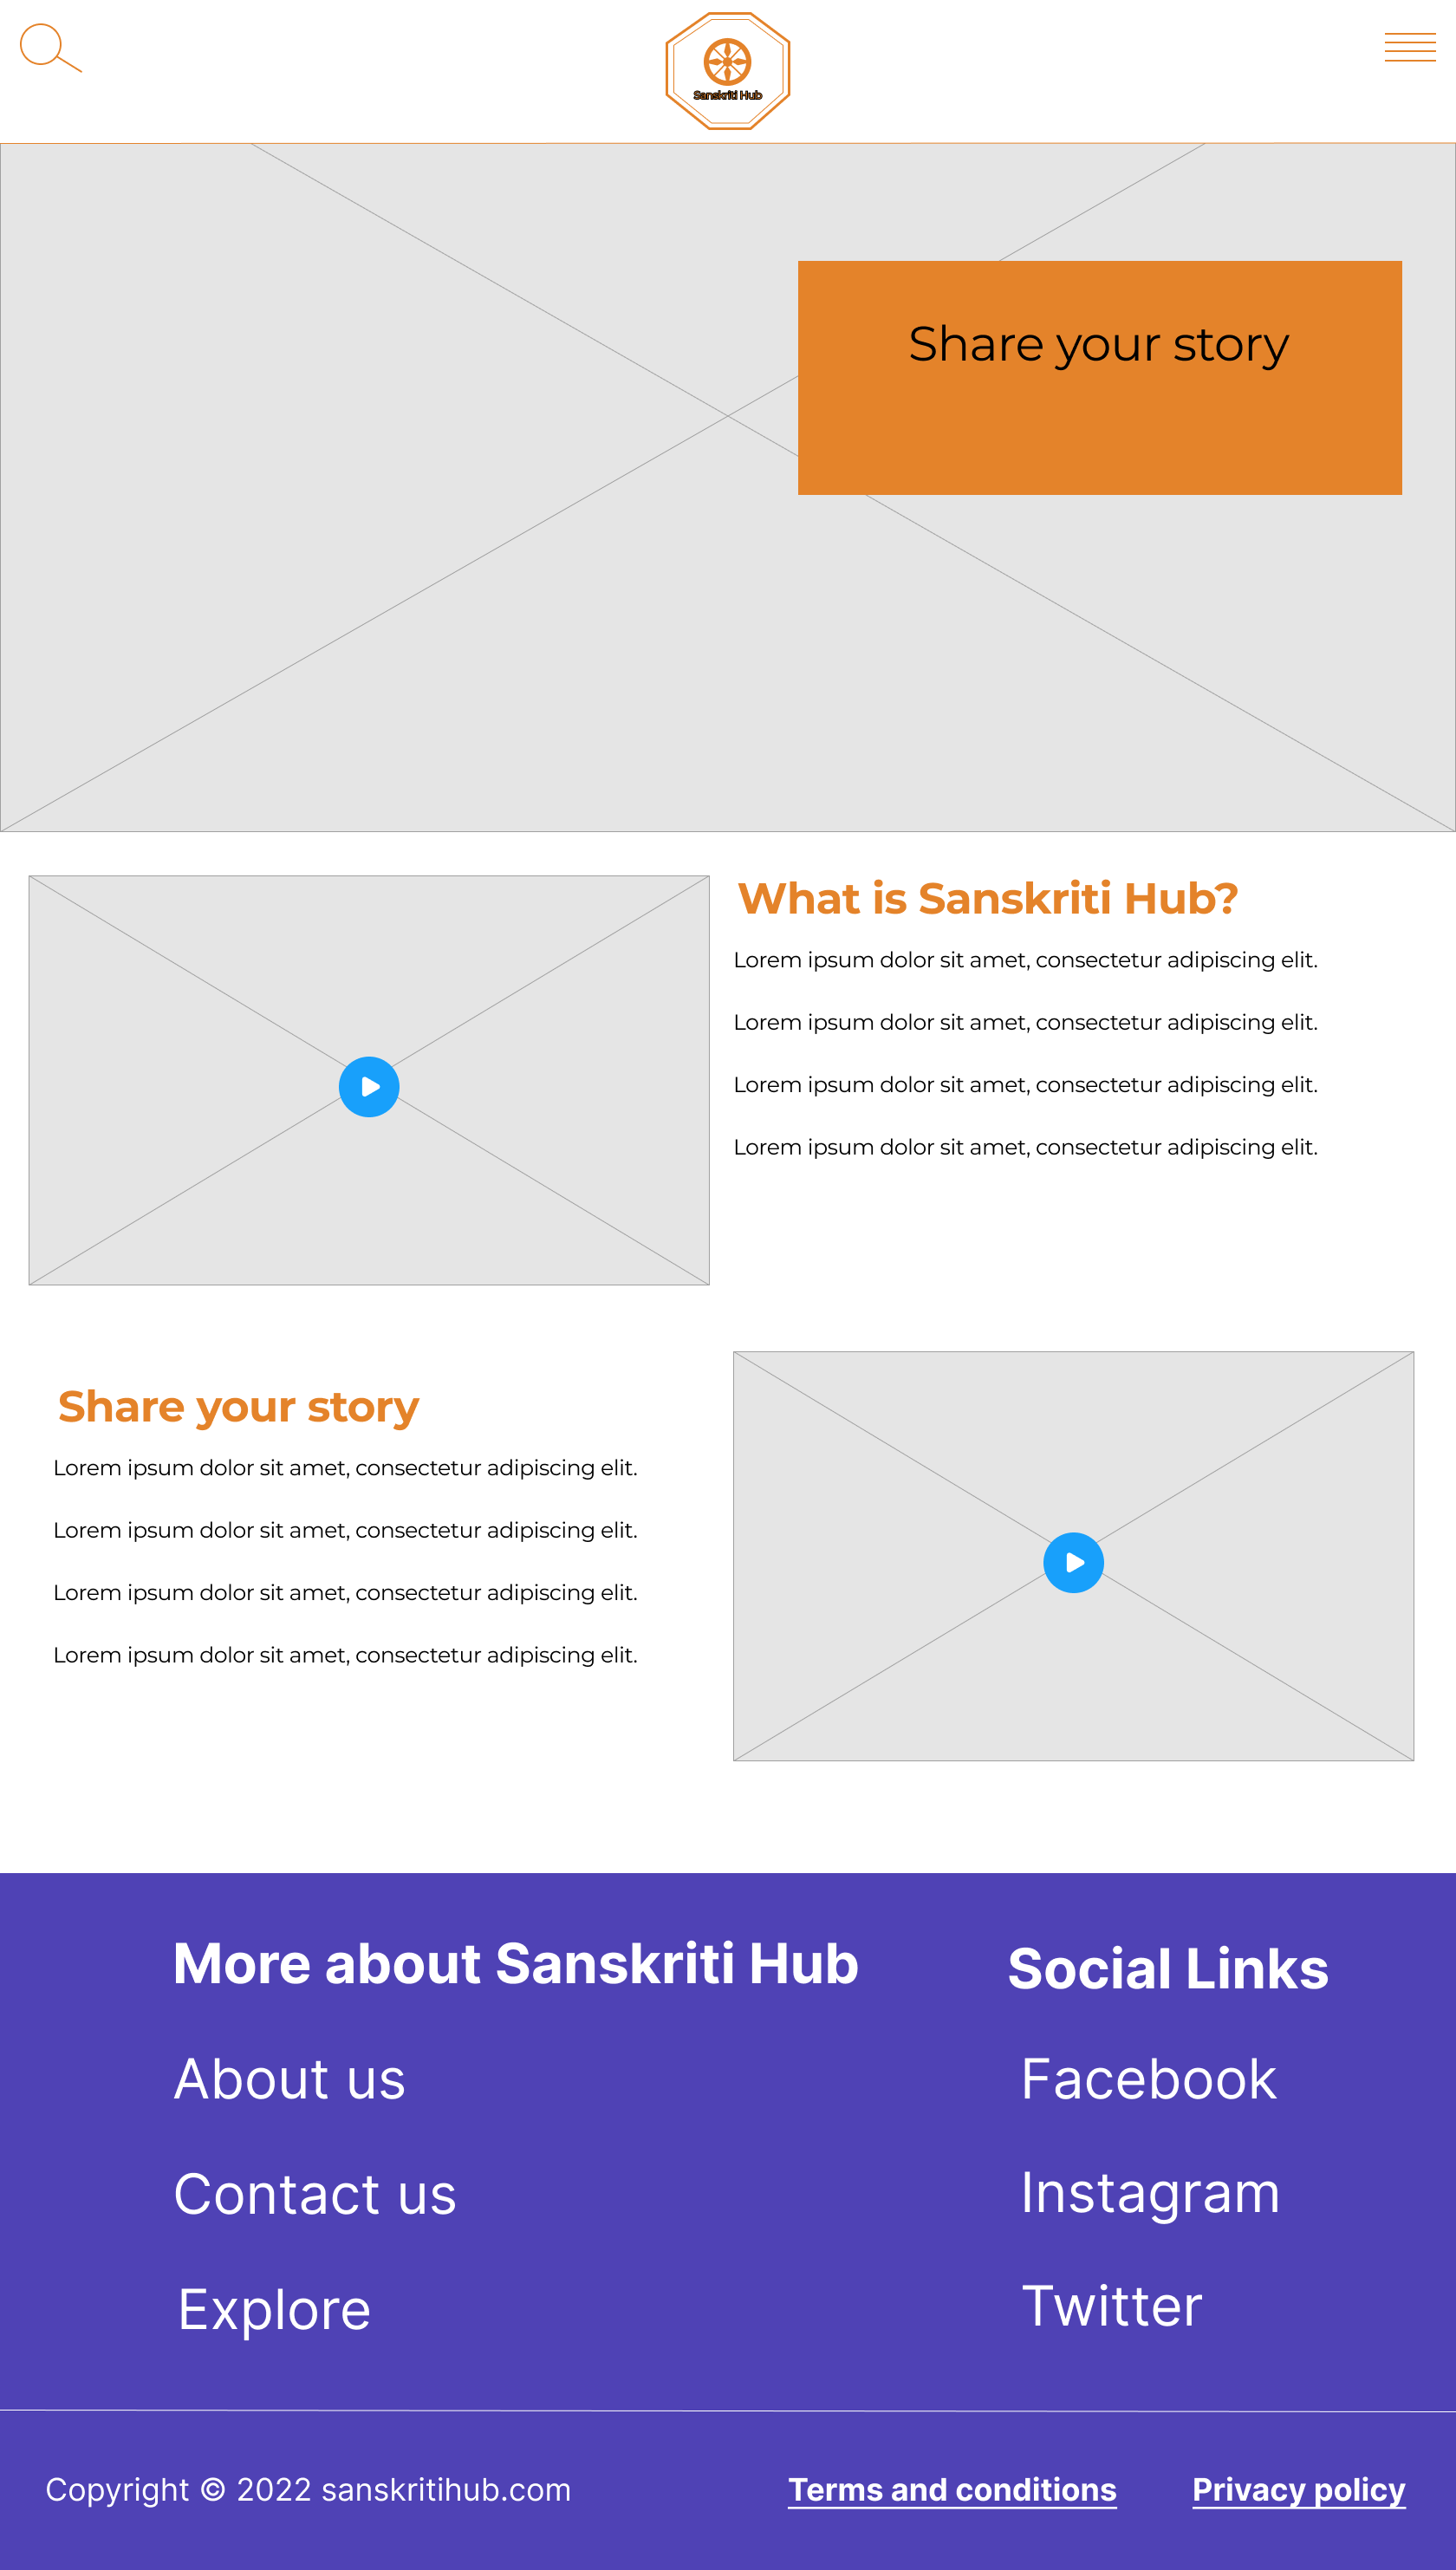 Sanskriti Hub
Share your story
What is Sanskriti Hub?
Lorem ipsum dolor sit amet, consectetur adipiscing elit.
Lorem ipsum dolor sit amet, consectetur adipiscing elit.
Lorem ipsum dolor sit amet, consectetur adipiscing elit.
Lorem ipsum dolor sit amet, consectetur adipiscing elit.
Share your story
Lorem ipsum dolor sit amet, consectetur adipiscing elit.
Lorem ipsum dolor sit amet, consectetur adipiscing elit.
Lorem ipsum dolor sit amet, consectetur adipiscing elit.
Lorem ipsum dolor sit amet, consectetur adipiscing elit.
More about Sanskriti Hub
About us
Contact us
Explore
Social Links
Facebook
Instagram
Twitter
Copyright © 2022 sanskritihub.com
Terms and conditions
Privacy policy